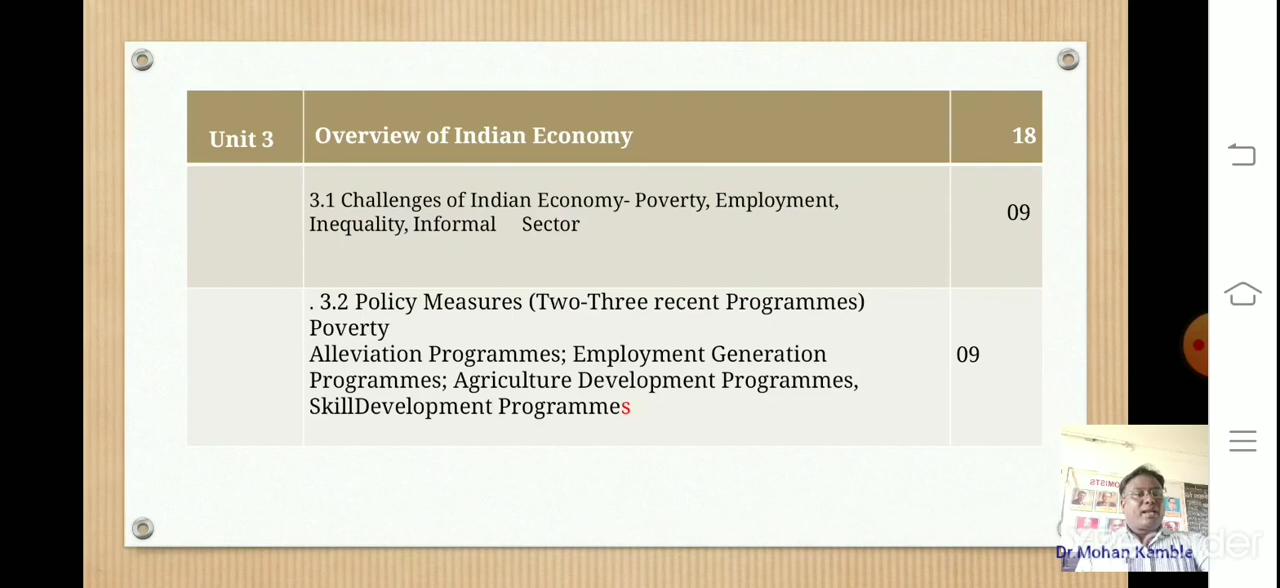 Unit 3
Overview of Indian Economy
18
3.1 Challenges of Indian Economy- Poverty, Employment,
Inequality, Informal Sector
09
. 3.2 Policy Measures (Two-Three recent Programmes)
Poverty
Alleviation Programmes; Employment Generation
Programmes; Agriculture Development Programmes,
SkillDevelopment Programmes
09
Dr.Mohan Kamble